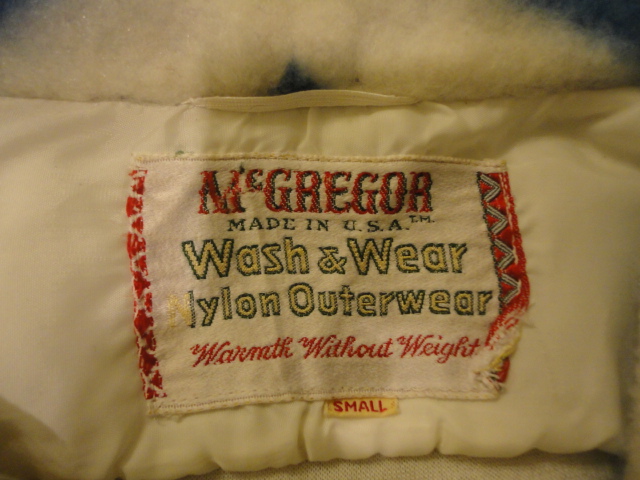 McGREGOR
MADE IN U.S.A.™
Wash & Wear
Nylon Outerwear
Warmth Without Weight
SMALL